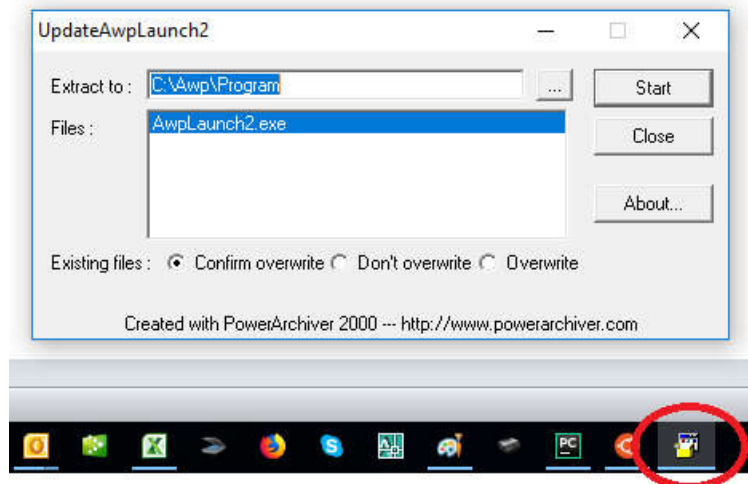 UpdateAwpLaunch2
Extract to : C:\Awp\Program ... Start
Files : AwpLaunch2.exe Close
About...
Existing files : Confirm overwrite Don't overwrite Overwrite
Created with PowerArchiver 2000 --- http://www.powerarchiver.com
PC